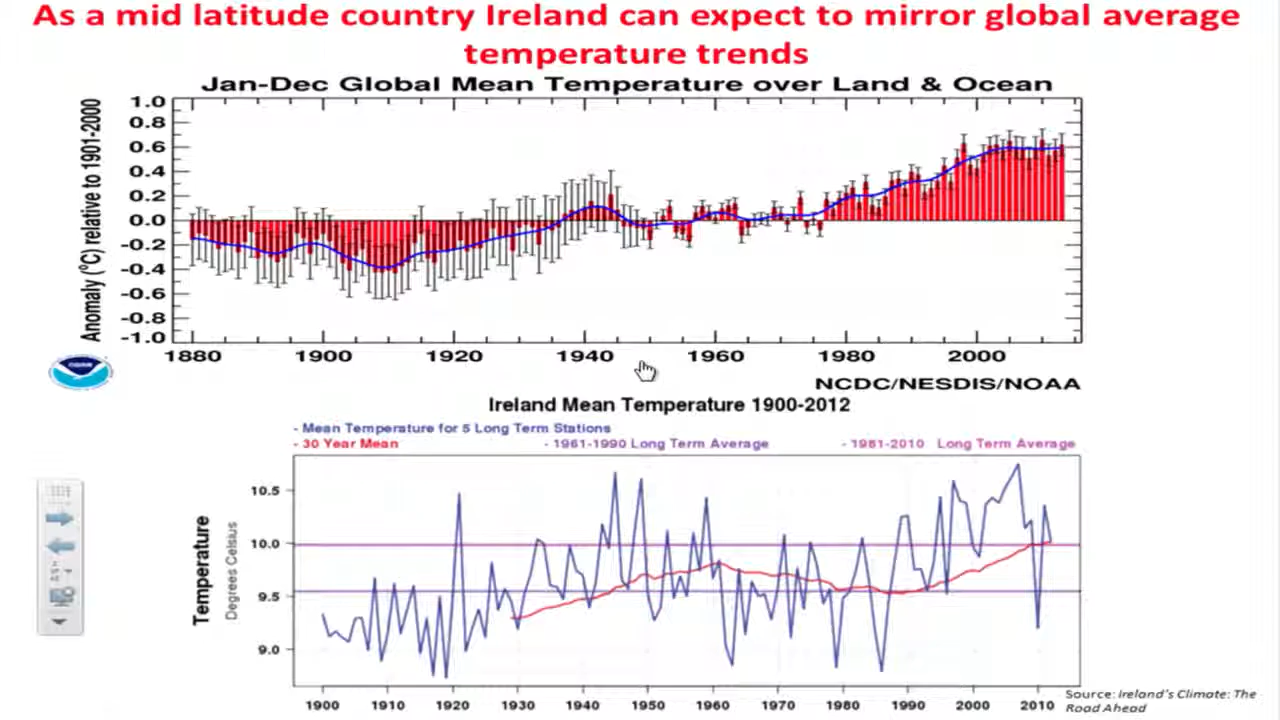 As a mid latitude country Ireland can expect to mirror global average
temperature trends
Jan-Dec Global Mean Temperature over Land & Ocean
Anomaly (°C) relative to 1901-2000
1.0
0.8
0.6
0.4
0.2
0.0
-0.2
-0.4
-0.6
-0.8
-1.0
1880 1900 1920 1940 1960 1980 2000
NCDC/NESDIS/NOAA
Ireland Mean Temperature 1900-2012
- Mean Temperature for 5 Long Term Stations
- 30 Year Mean - 1961-1990 Long Term Average - 1981-2010 Long Term Average
Temperature
Degrees Celsius
10.5
10.0
9.5
9.0
1900 1910 1920 1930 1940 1950 1960 1970 1980 1990 2000 2010
Source: Ireland's Climate: The
Road Ahead